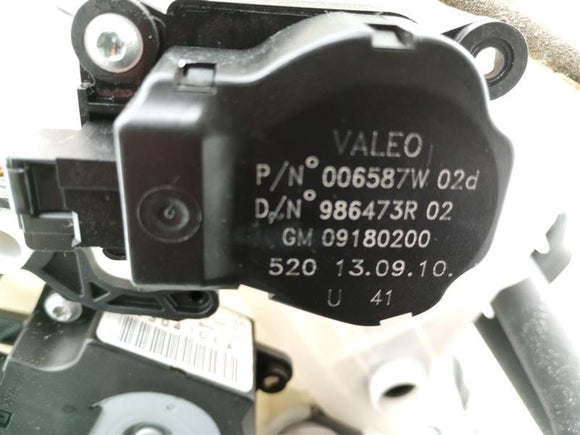 VALEO
P/N° 006587W 02d
D/N° 986473R 02
GM 09180200
520 13.09.10.
U 41